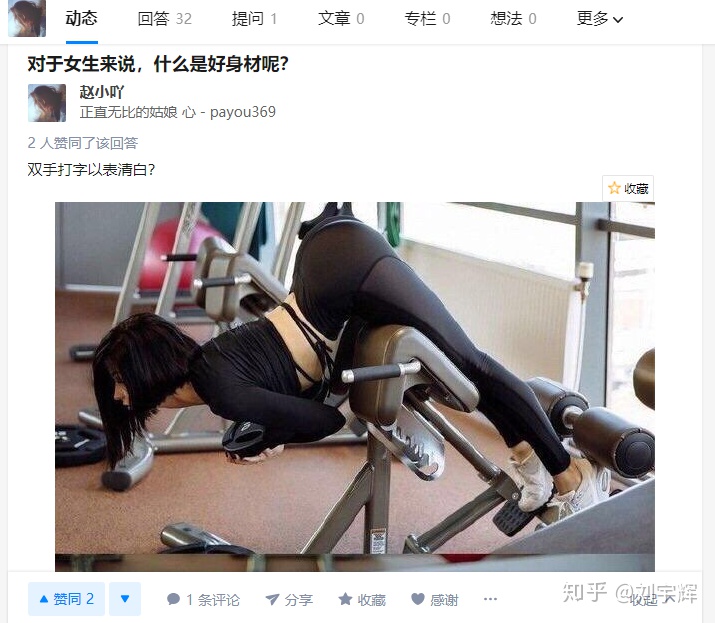 动态 回答 32 提问 1 文章 0 专栏 0 想法 0 更多
对于女生来说，什么是好身材呢？
赵小吖
正直无比的姑娘 心 - payou369
2 人赞同了该回答
双手打字以表清白？
收藏
赞同 2 1 条评论 分享 收藏 感谢 收起
知乎 @刘宇辉